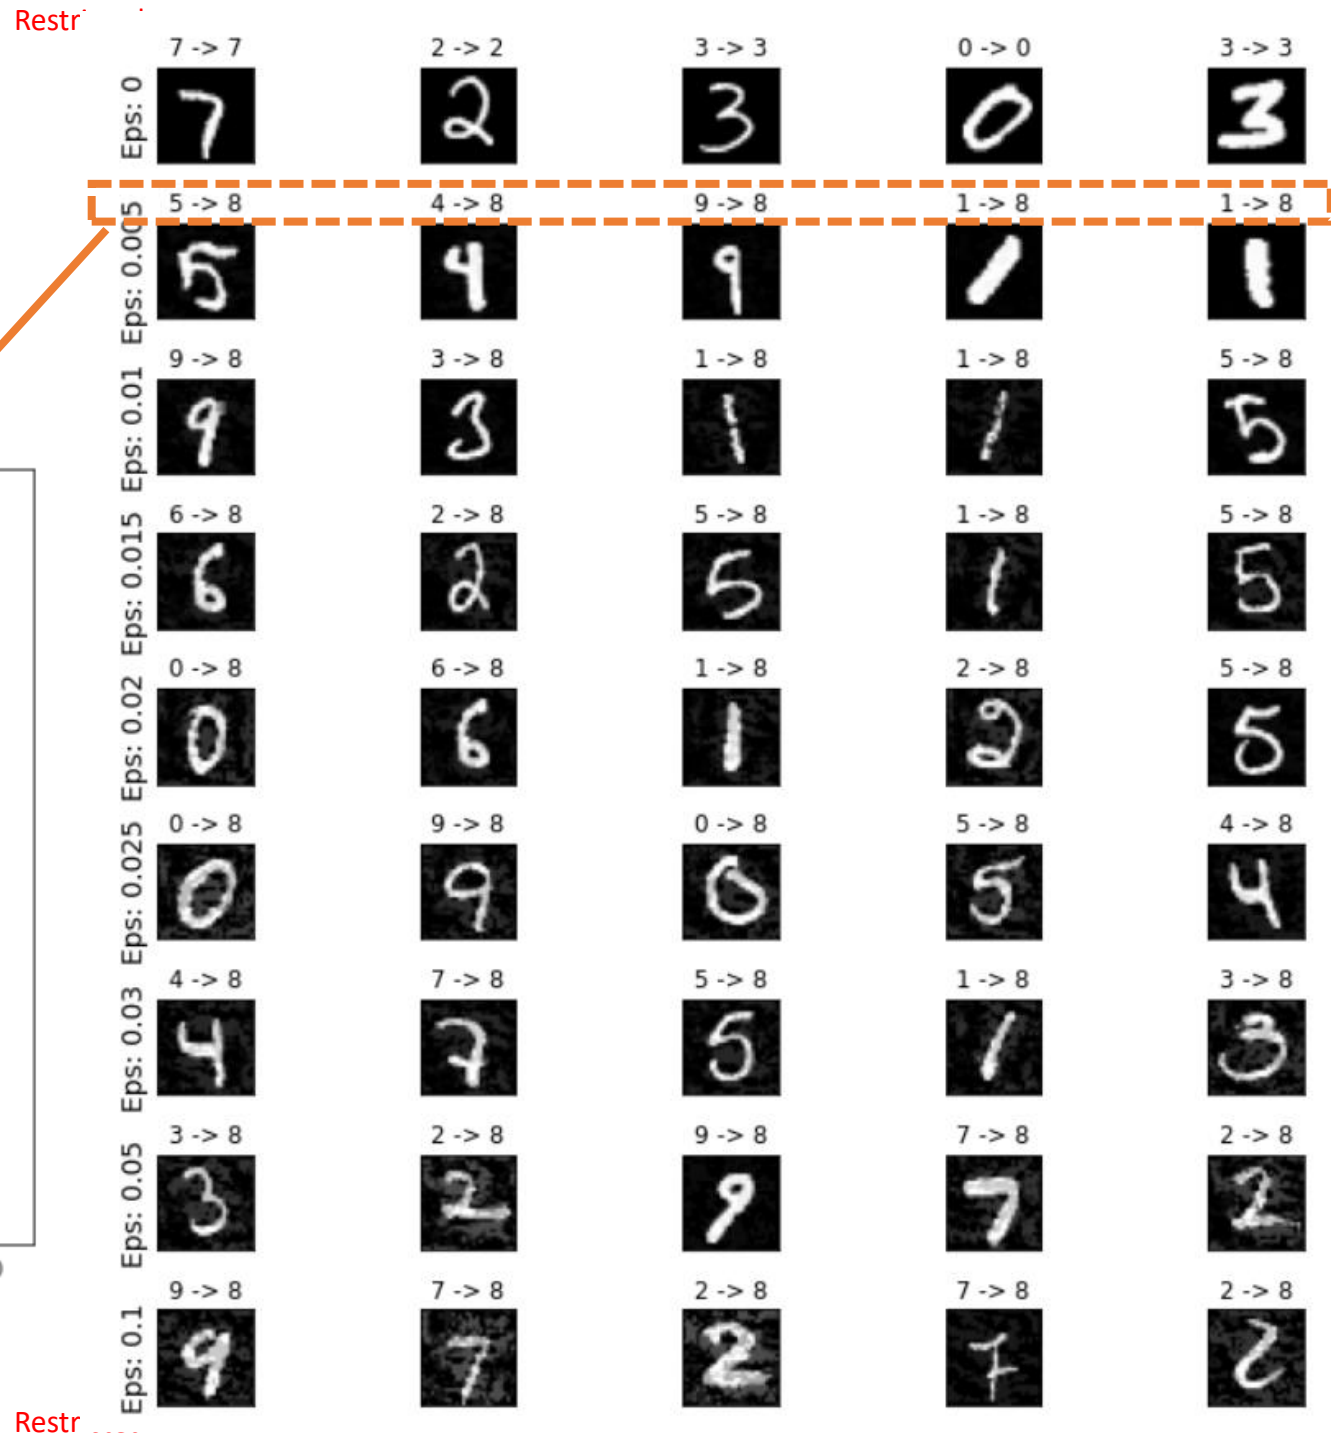 7 -> 7 2 -> 2 3 -> 3 0 -> 0 3 -> 3
Eps: 0
5 -> 8 4 -> 8 9 -> 8 1 -> 8 1 -> 8
Eps: 0.005
9 -> 8 3 -> 8 1 -> 8 1 -> 8 5 -> 8
Eps: 0.01
6 -> 8 2 -> 8 5 -> 8 1 -> 8 5 -> 8
Eps: 0.015
0 -> 8 6 -> 8 1 -> 8 2 -> 8 5 -> 8
Eps: 0.02
0 -> 8 9 -> 8 0 -> 8 5 -> 8 4 -> 8
Eps: 0.025
4 -> 8 7 -> 8 5 -> 8 1 -> 8 3 -> 8
Eps: 0.03
3 -> 8 2 -> 8 9 -> 8 7 -> 8 2 -> 8
Eps: 0.05
9 -> 8 7 -> 8 2 -> 8 7 -> 8 2 -> 8
Eps: 0.1